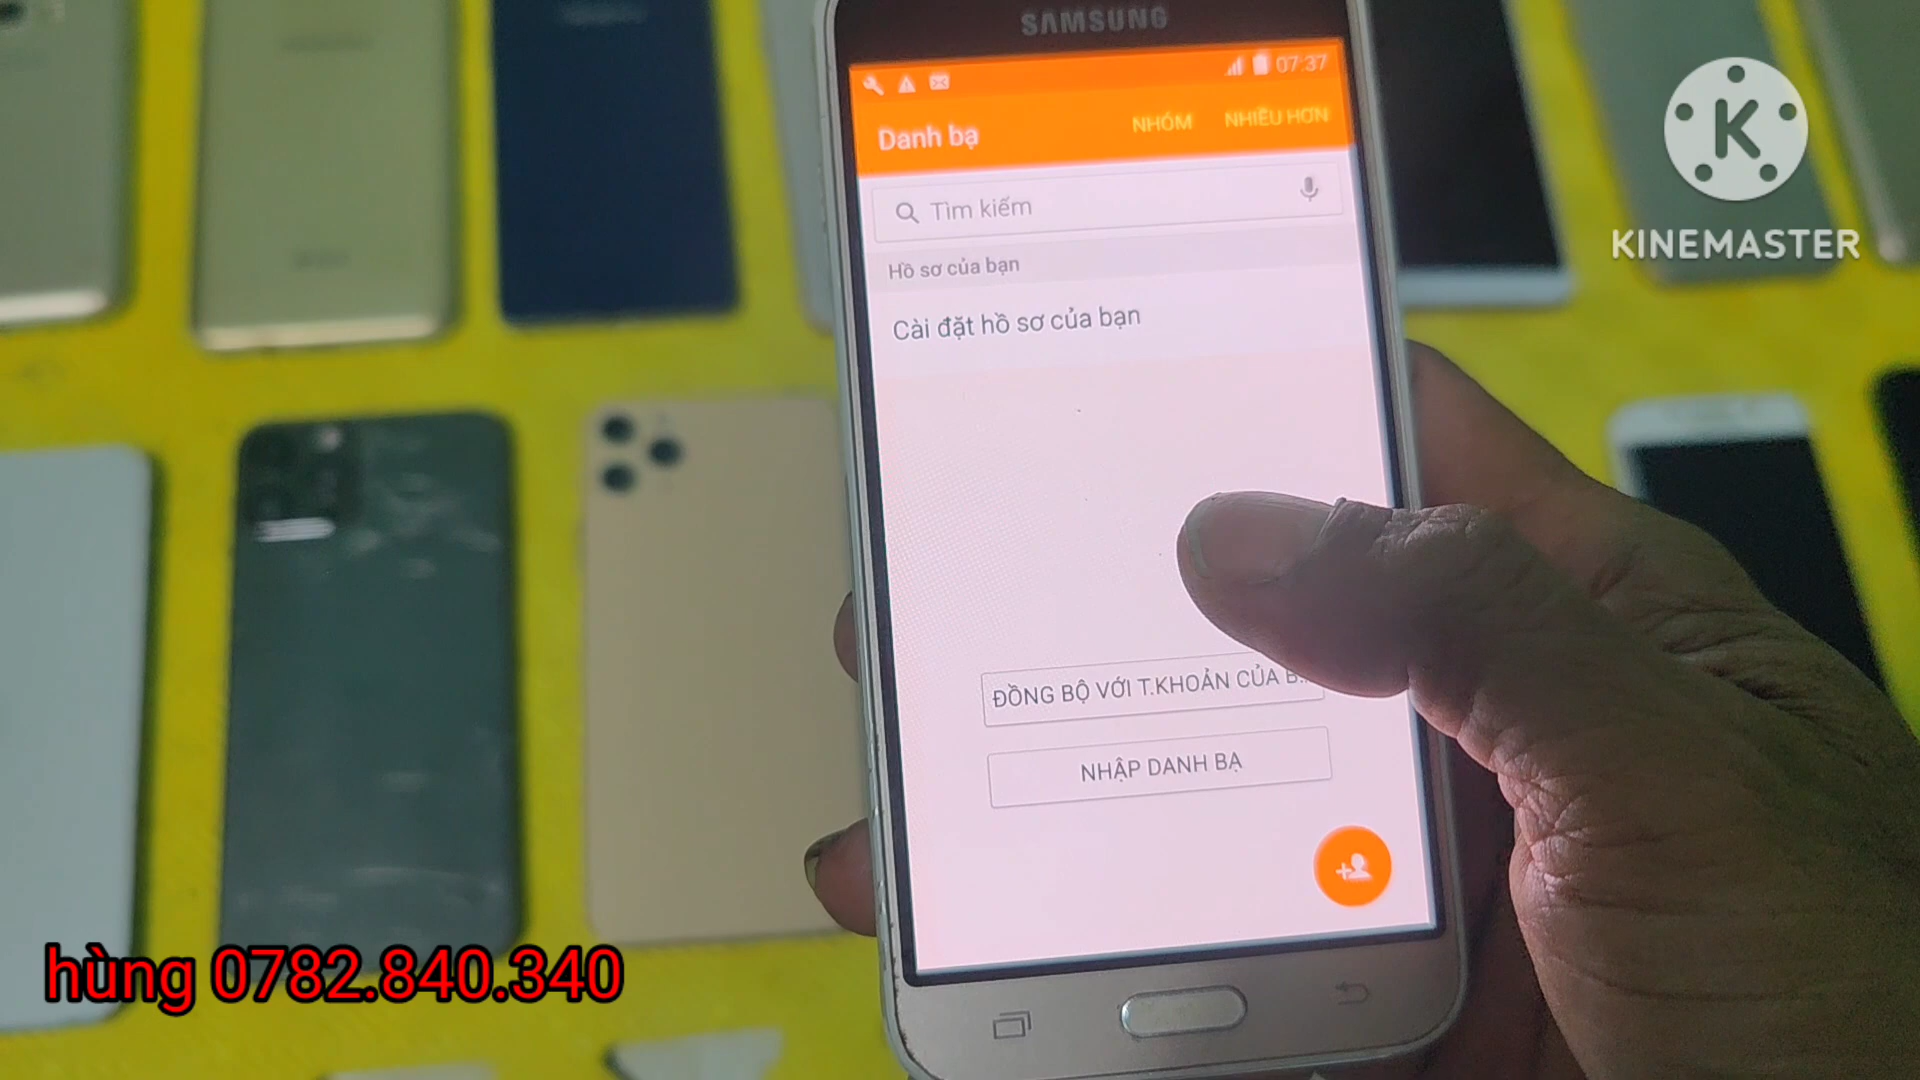 SAMSUNG
07:37
Danh bạ
NHÓM
NHIỀU HƠN
Tìm kiếm
Hồ sơ của bạn
Cài đặt hồ sơ của bạn
ĐỒNG BỘ VỚI T.KHOẢN CỦA B...
NHẬP DANH BẠ
K
KINEMASTER
hùng 0782.840.340